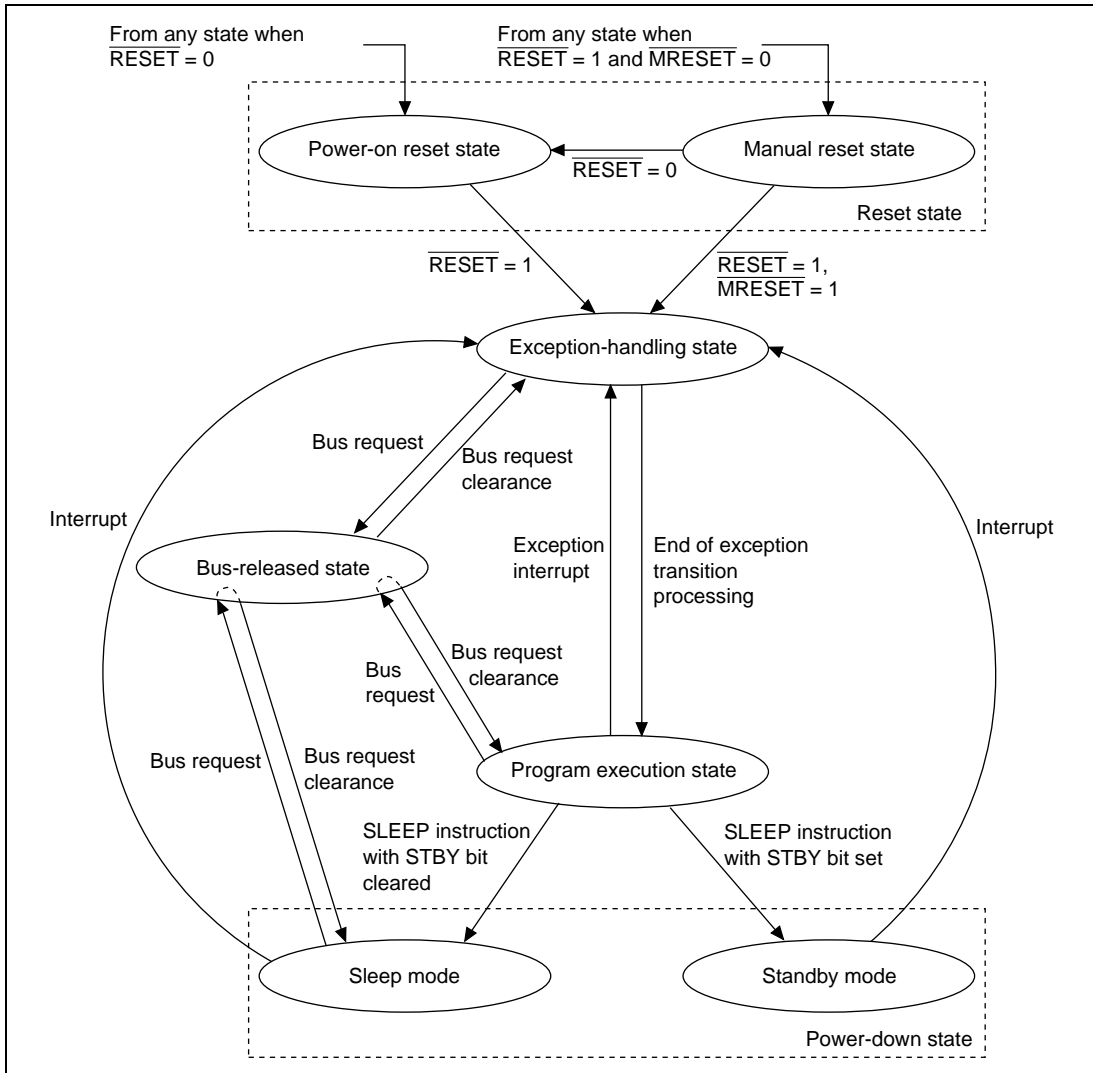 From any state when
RESET = 0
From any state when
RESET = 1 and MRESET = 0
Power-on reset state
RESET = 0
Manual reset state
Reset state
RESET = 1
RESET = 1,
MRESET = 1
Exception-handling state
Bus request
Bus request
clearance
Interrupt
Interrupt
Bus-released state
Exception
interrupt
End of exception
transition
processing
Bus
request
Bus request
clearance
Bus request
Bus request
clearance
Program execution state
SLEEP instruction
with STBY bit
cleared
SLEEP instruction
with STBY bit set
Sleep mode
Standby mode
Power-down state